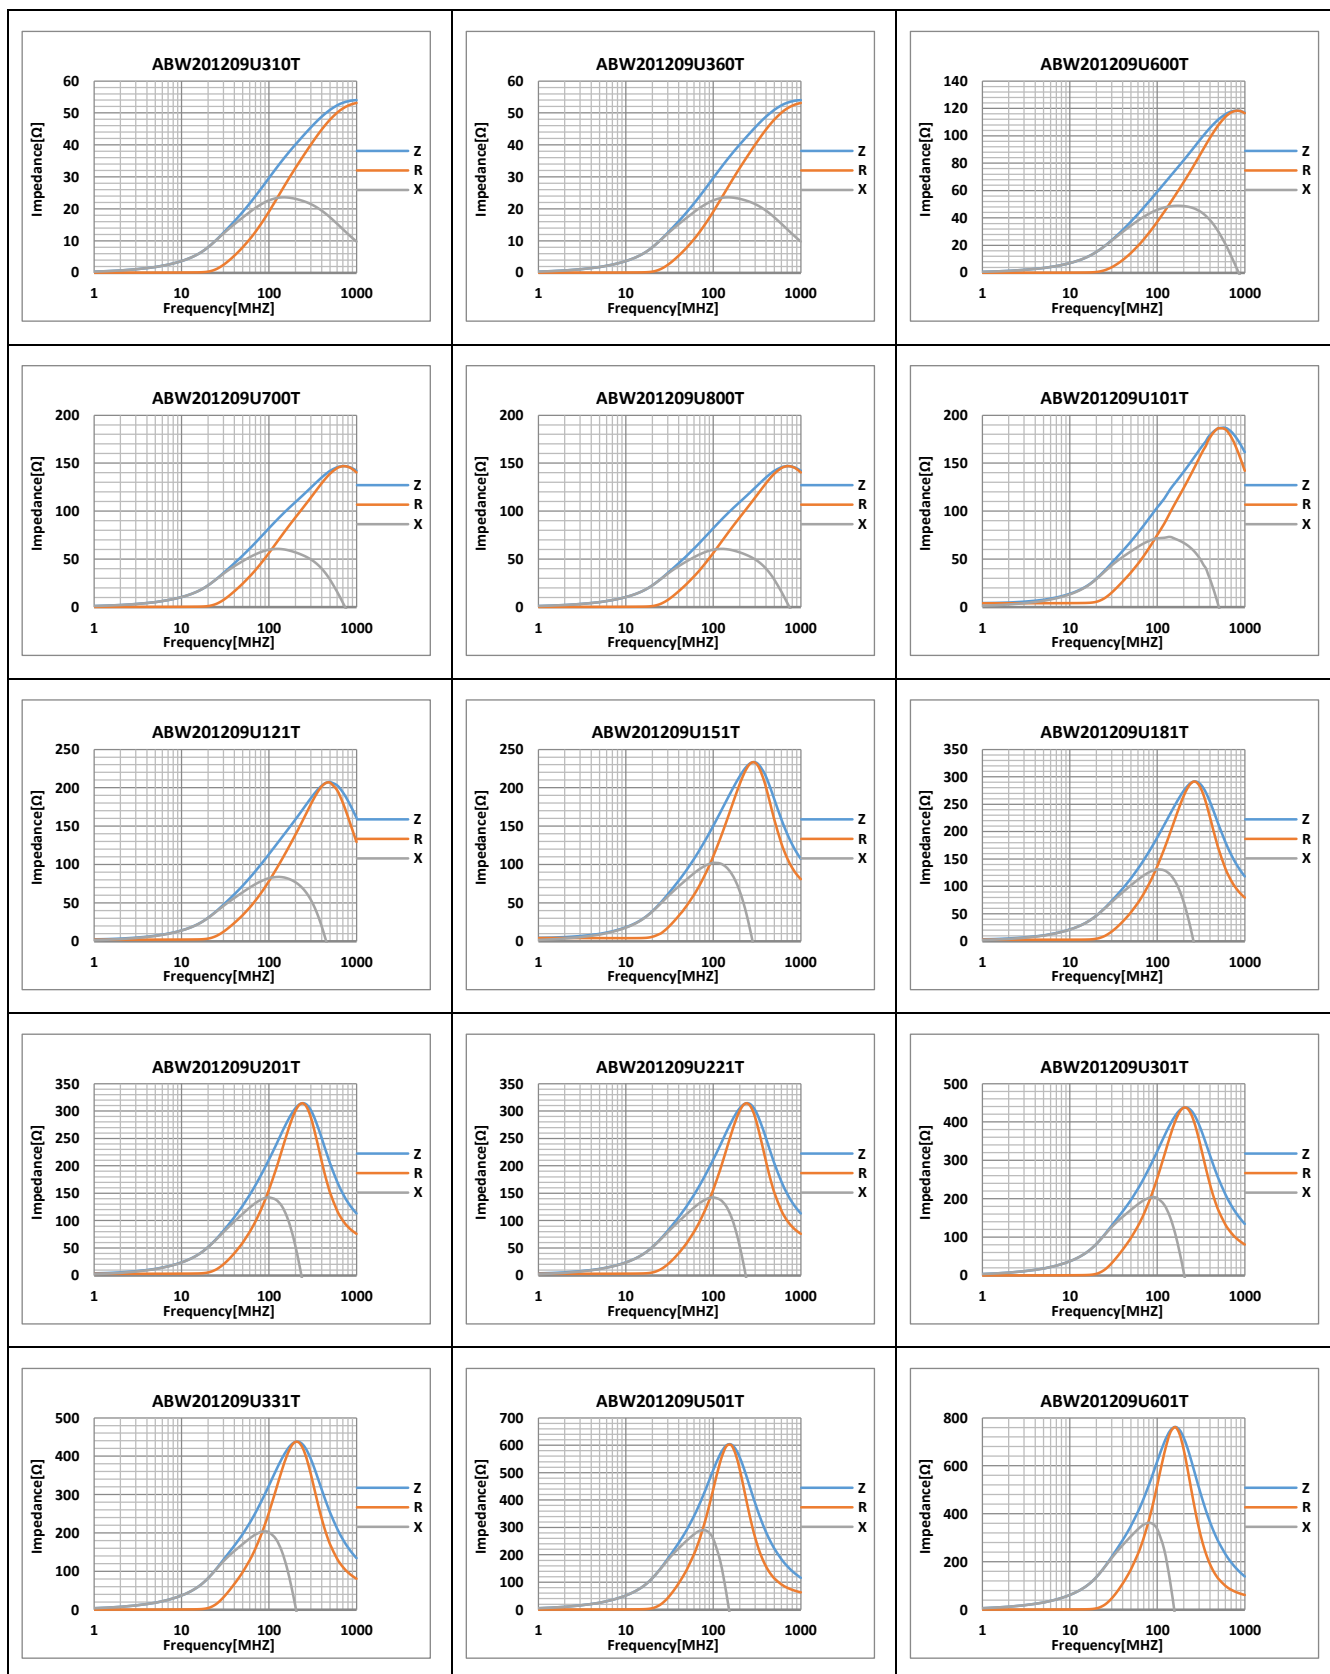 ABW201209U310T
Impedance[Ω]
60
50
40
30
20
10
0
Z
R
X
1 10 100 1000
Frequency[MHZ]
ABW201209U360T
Impedance[Ω]
60
50
40
30
20
10
0
Z
R
X
1 10 100 1000
Frequency[MHZ]
ABW201209U600T
Impedance[Ω]
140
120
100
80
60
40
20
0
Z
R
X
1 10 100 1000
Frequency[MHZ]
ABW201209U700T
Impedance[Ω]
200
150
100
50
0
Z
R
X
1 10 100 1000
Frequency[MHZ]
ABW201209U800T
Impedance[Ω]
200
150
100
50
0
Z
R
X
1 10 100 1000
Frequency[MHZ]
ABW201209U101T
Impedance[Ω]
200
150
100
50
0
Z
R
X
1 10 100 1000
Frequency[MHZ]
ABW201209U121T
Impedance[Ω]
250
200
150
100
50
0
Z
R
X
1 10 100 1000
Frequency[MHZ]
ABW201209U151T
Impedance[Ω]
250
200
150
100
50
0
Z
R
X
1 10 100 1000
Frequency[MHZ]
ABW201209U181T
Impedance[Ω]
350
300
250
200
150
100
50
0
Z
R
X
1 10 100 1000
Frequency[MHZ]
ABW201209U201T
Impedance[Ω]
350
300
250
200
150
100
50
0
Z
R
X
1 10 100 1000
Frequency[MHZ]
ABW201209U221T
Impedance[Ω]
350
300
250
200
150
100
50
0
Z
R
X
1 10 100 1000
Frequency[MHZ]
ABW201209U301T
Impedance[Ω]
500
400
300
200
100
0
Z
R
X
1 10 100 1000
Frequency[MHZ]
ABW201209U331T
Impedance[Ω]
500
400
300
200
100
0
Z
R
X
1 10 100 1000
Frequency[MHZ]
ABW201209U501T
Impedance[Ω]
700
600
500
400
300
200
100
0
Z
R
X
1 10 100 1000
Frequency[MHZ]
ABW201209U601T
Impedance[Ω]
800
600
400
200
0
Z
R
X
1 10 100 1000
Frequency[MHZ]